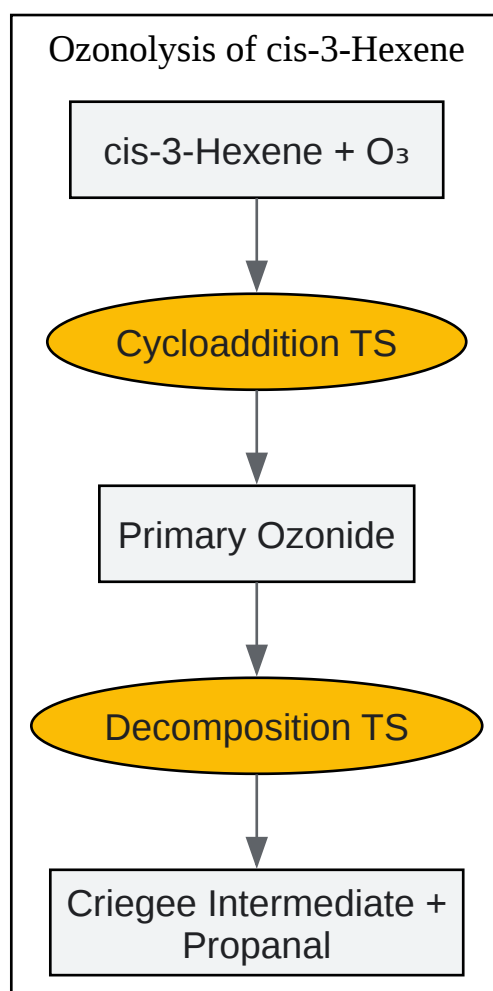 Ozonolysis of cis-3-Hexene
cis-3-Hexene + O₃
Cycloaddition TS
Primary Ozonide
Decomposition TS
Criegee Intermediate +
Propanal